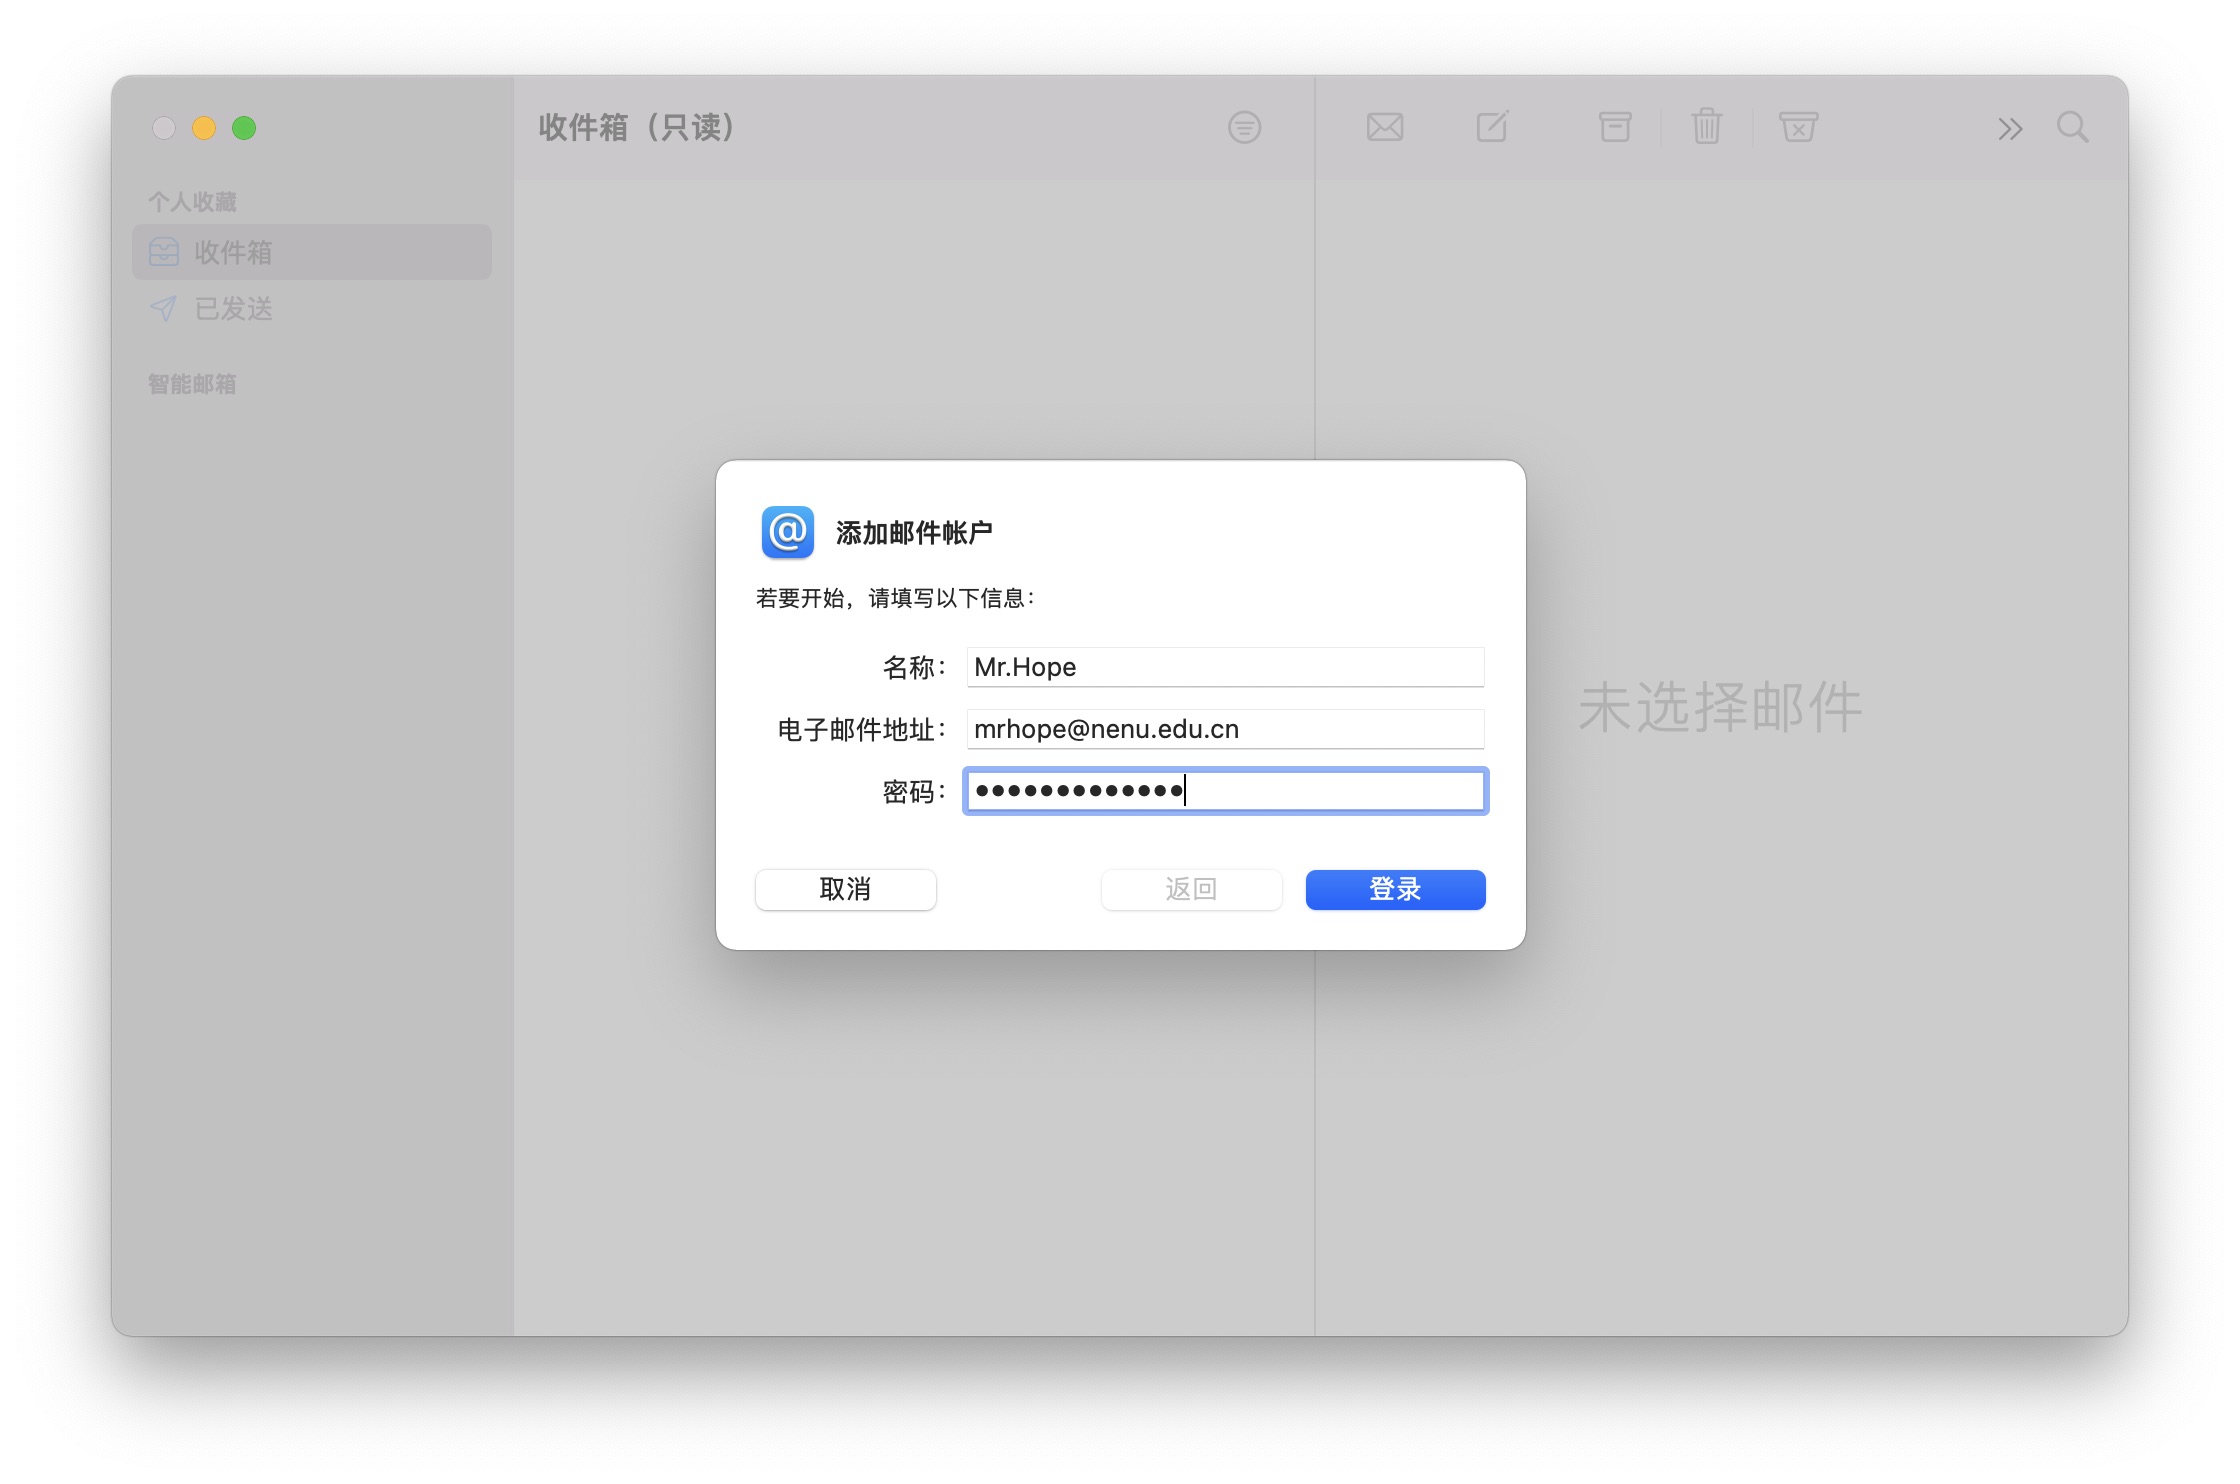 收件箱（只读）
个人收藏
收件箱
已发送
智能邮箱
未选择邮件
@
添加邮件帐户
若要开始，请填写以下信息：
名称： Mr.Hope
电子邮件地址： mrhope@nenu.edu.cn
密码： •••••••••••••
取消 返回 登录